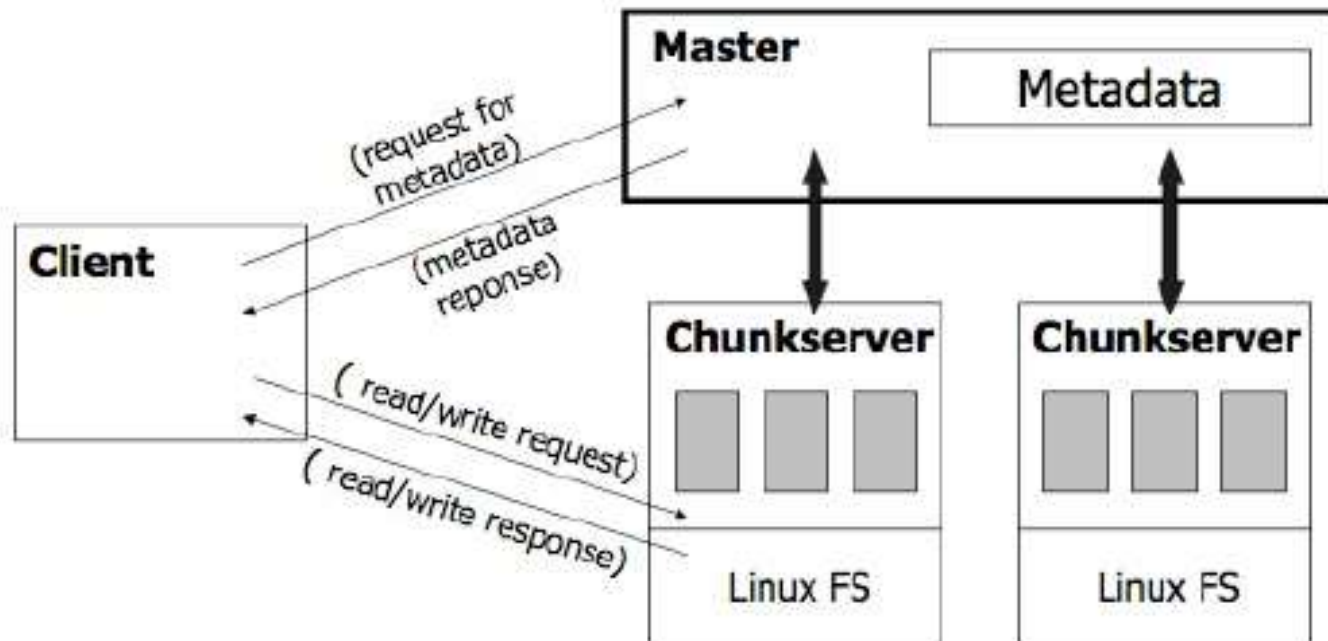 Master
Metadata
(request for
metadata)
(metadata
reponse)
Client
Chunkserver
Chunkserver
( read/write request)
( read/write response)
Linux FS
Linux FS